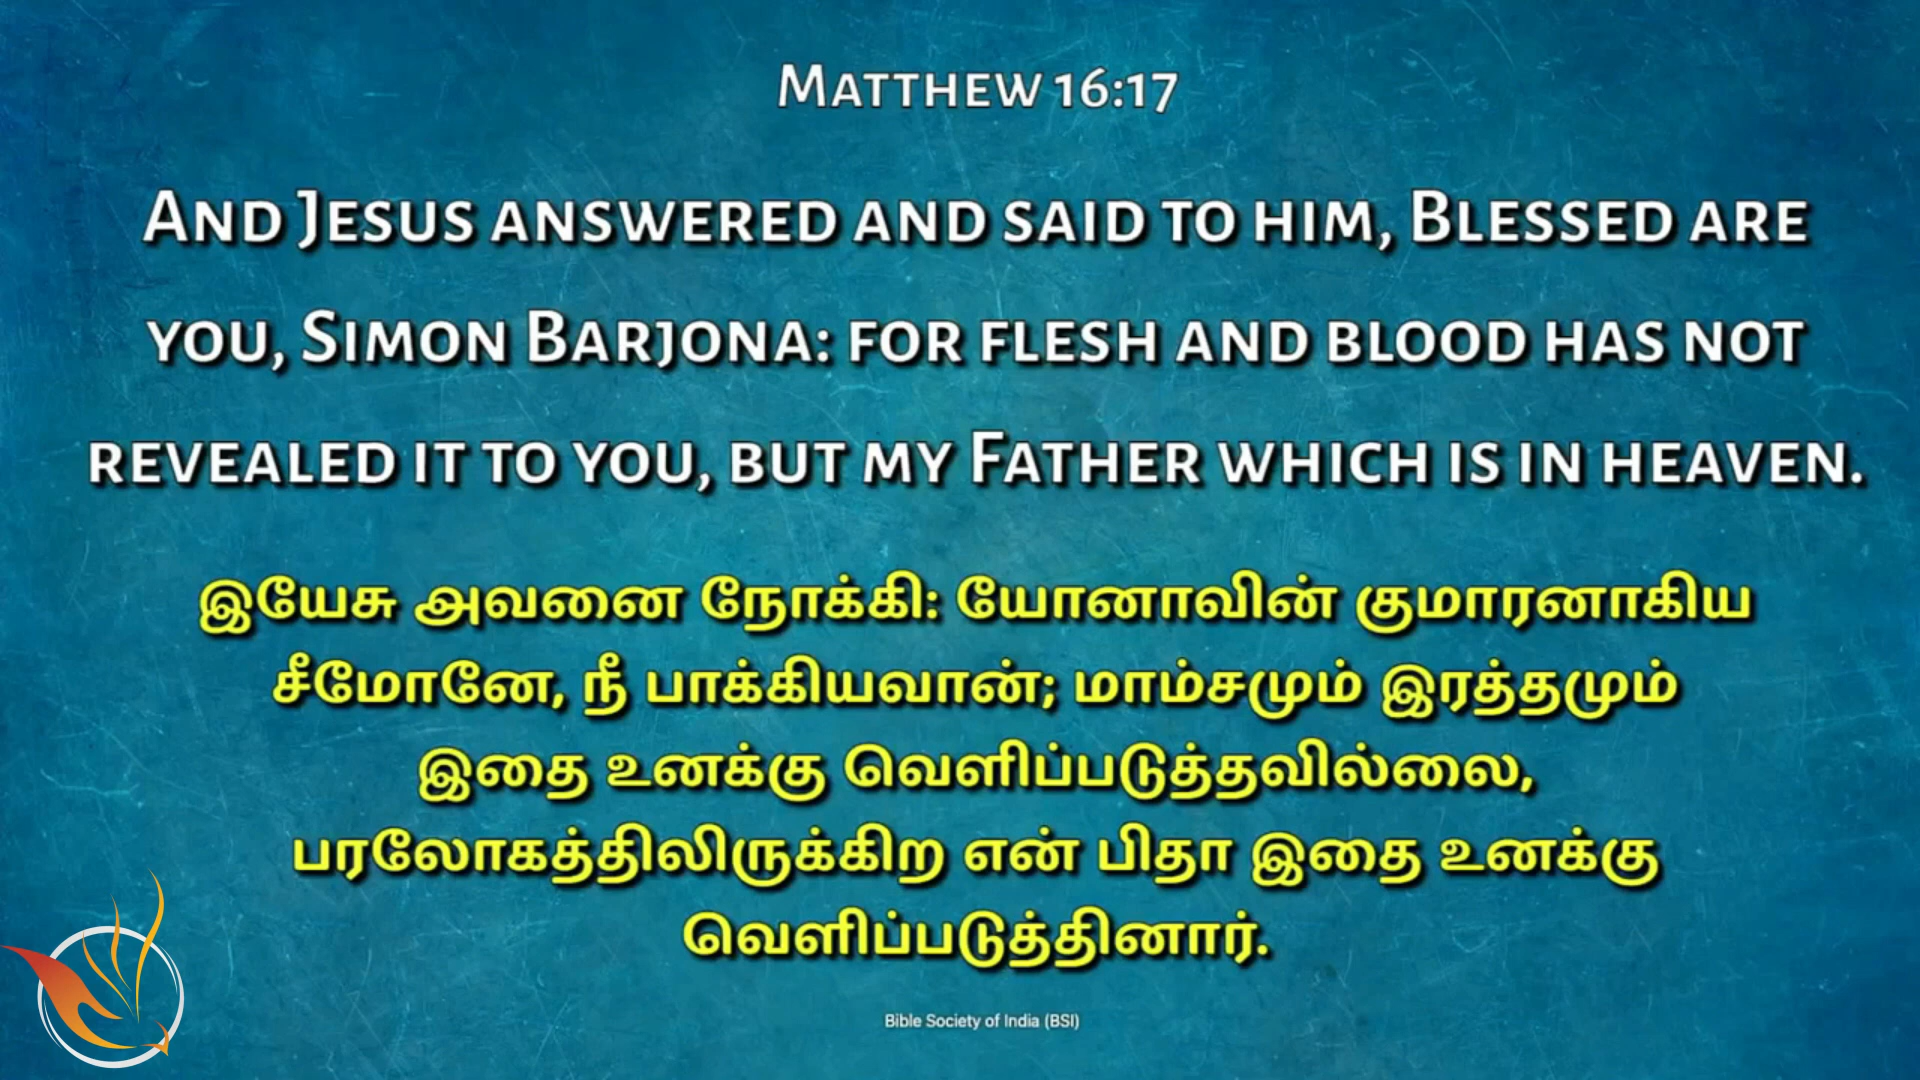 Matthew 16:17
And Jesus answered and said to him, Blessed are
you, Simon Barjona: for flesh and blood has not
revealed it to you, but my Father which is in heaven.
இயேசு அவனை நோக்கி: யோனாவின் குமாரனாகிய
சீமோனே, நீ பாக்கியவான்; மாம்சமும் இரத்தமும்
இதை உனக்கு வெளிப்படுத்தவில்லை,
பரலோகத்திலிருக்கிற என் பிதா இதை உனக்கு
வெளிப்படுத்தினார்.
Bible Society of India (BSI)